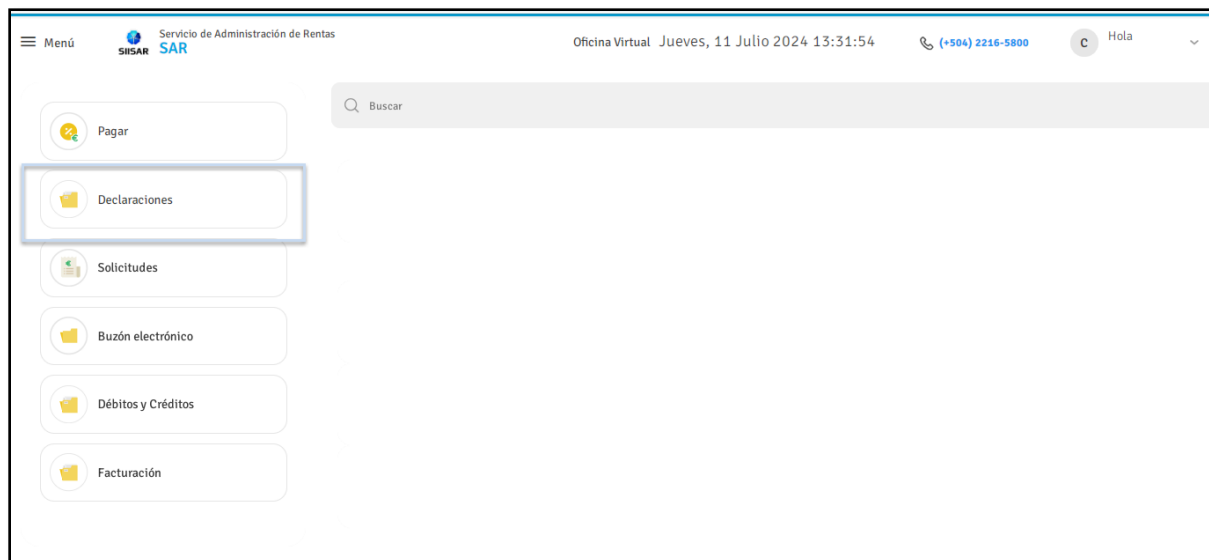 Menú
SIISAR
Servicio de Administración de Rentas
SAR
Oficina Virtual Jueves, 11 Julio 2024 13:31:54
(+504) 2216-5800
C
Hola
Buscar
Pagar
Declaraciones
Solicitudes
Buzón electrónico
Débitos y Créditos
Facturación